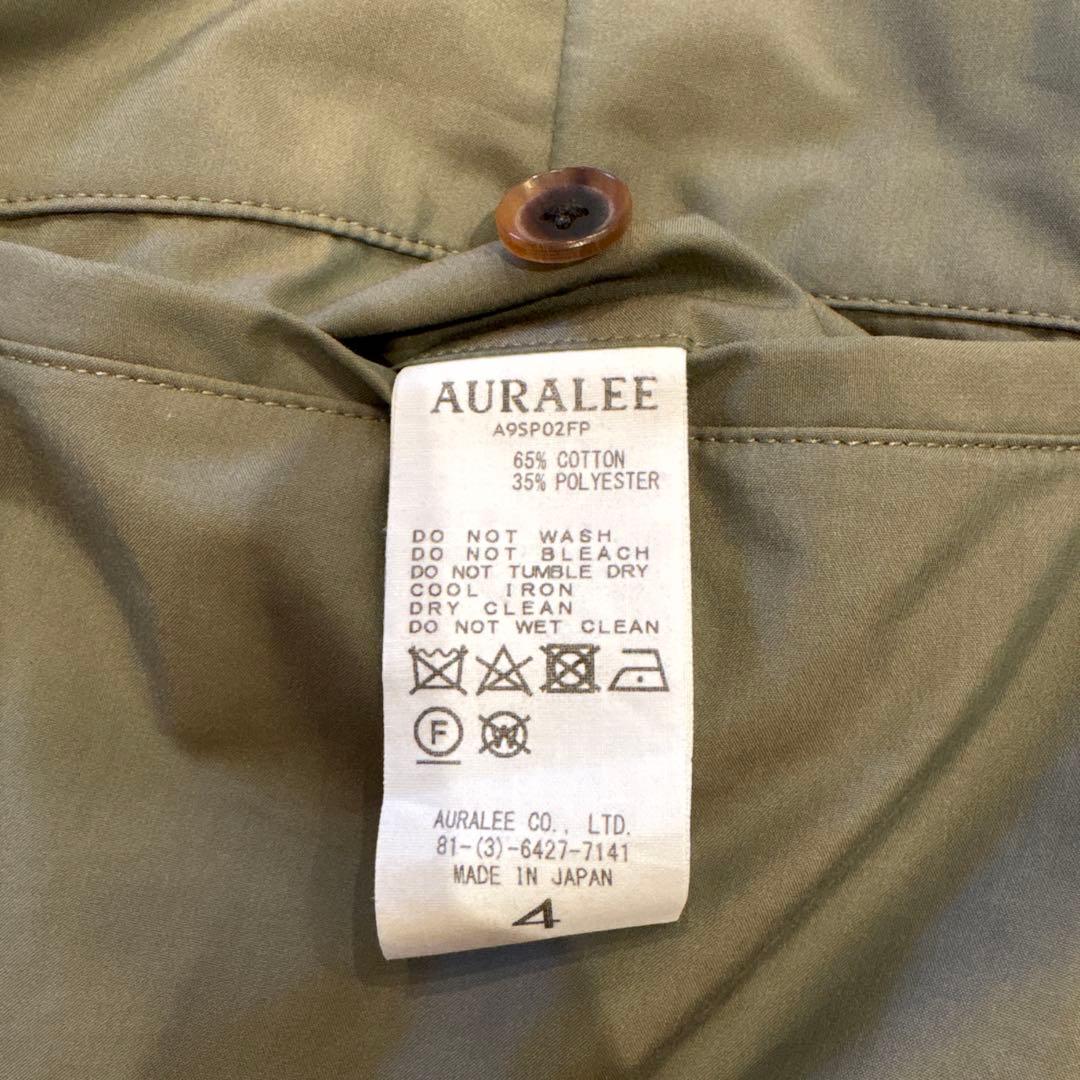 AURALEE
A9SP02FP
65% COTTON
35% POLYESTER
DO NOT WASH
DO NOT BLEACH
DO NOT TUMBLE DRY
COOL IRON
DRY CLEAN
DO NOT WET CLEAN
F
W
AURALEE CO., LTD.
81-(3)-6427-7141
MADE IN JAPAN
4